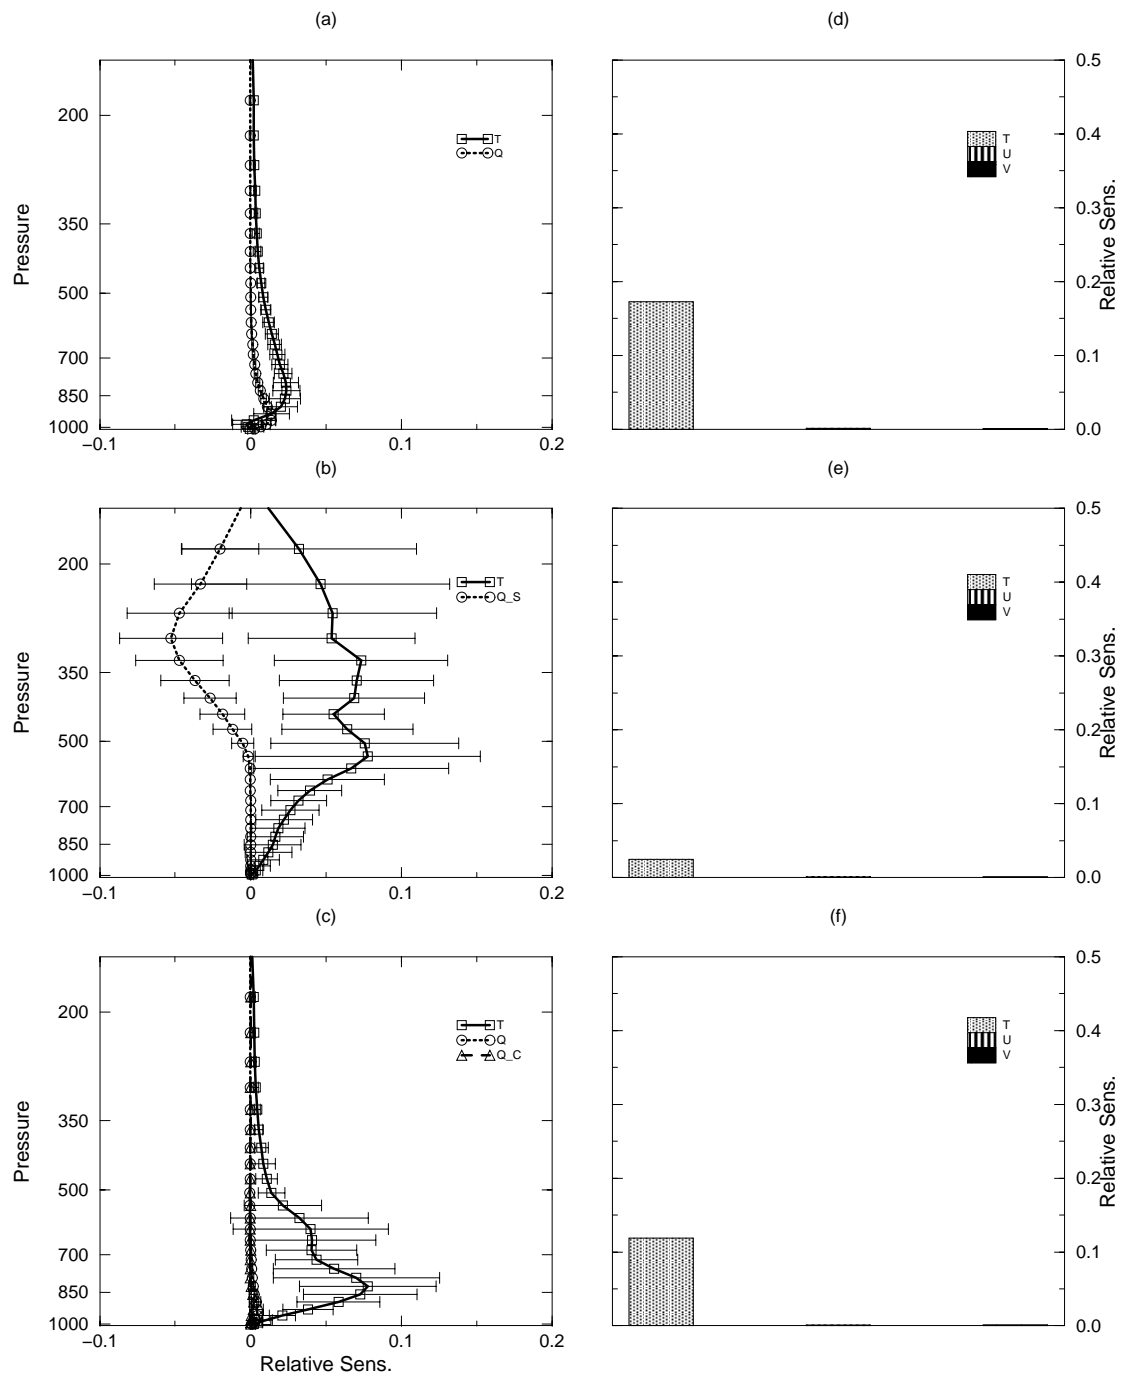 (a)
(d)
200
350
500
700
850
1000
Pressure
T
Q
−0.1
0
0.1
0.2
T
U
V
0.5
0.4
0.3
0.2
0.1
0.0
Relative Sens.
(b)
(e)
200
350
500
700
850
1000
Pressure
T
Q_S
−0.1
0
0.1
0.2
T
U
V
0.5
0.4
0.3
0.2
0.1
0.0
Relative Sens.
(c)
(f)
200
350
500
700
850
1000
Pressure
T
Q
Q_C
−0.1
0
0.1
0.2
Relative Sens.
T
U
V
0.5
0.4
0.3
0.2
0.1
0.0
Relative Sens.